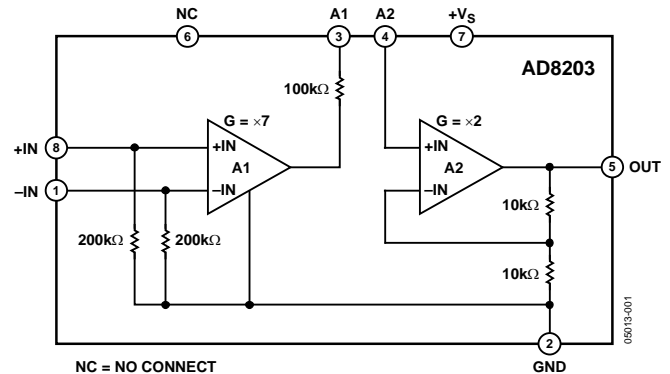 NC
A1
A2
+VS
6
3
4
7
AD8203
100kΩ
G = ×7
G = ×2
+IN
8
+IN
+IN
A1
A2
5
OUT
–IN
1
–IN
–IN
10kΩ
200kΩ
200kΩ
10kΩ
2
NC = NO CONNECT
GND
05013-001